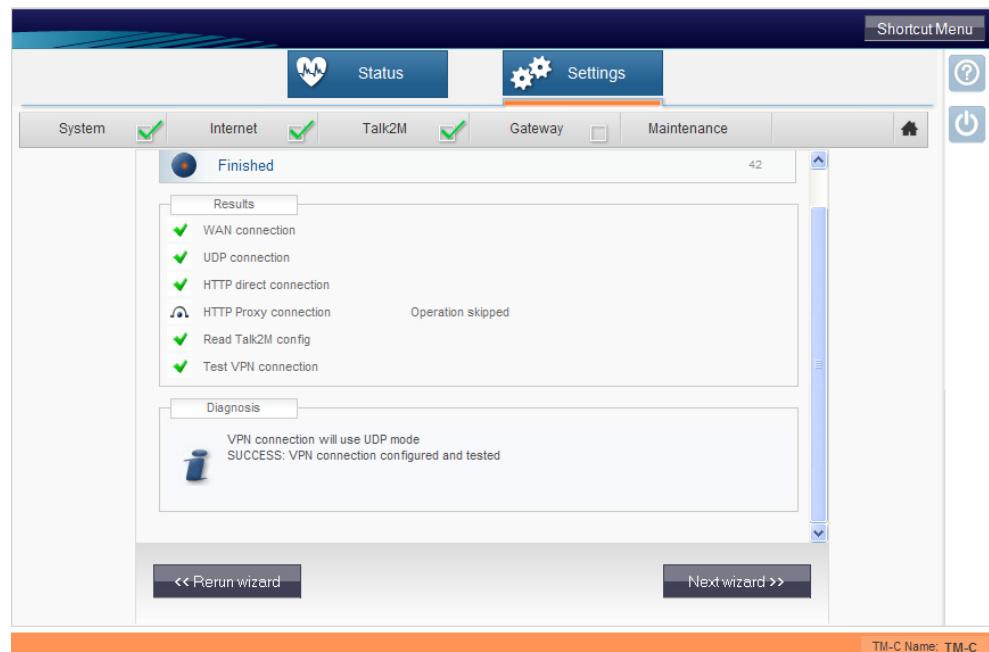 Shortcut Menu
Status
Settings
System
Internet
Talk2M
Gateway
Maintenance
Finished
42
Results
WAN connection
UDP connection
HTTP direct connection
HTTP Proxy connection Operation skipped
Read Talk2M config
Test VPN connection
Diagnosis
VPN connection will use UDP mode
SUCCESS: VPN connection configured and tested
<< Rerun wizard
Next wizard >>
TM-C Name: TM-C